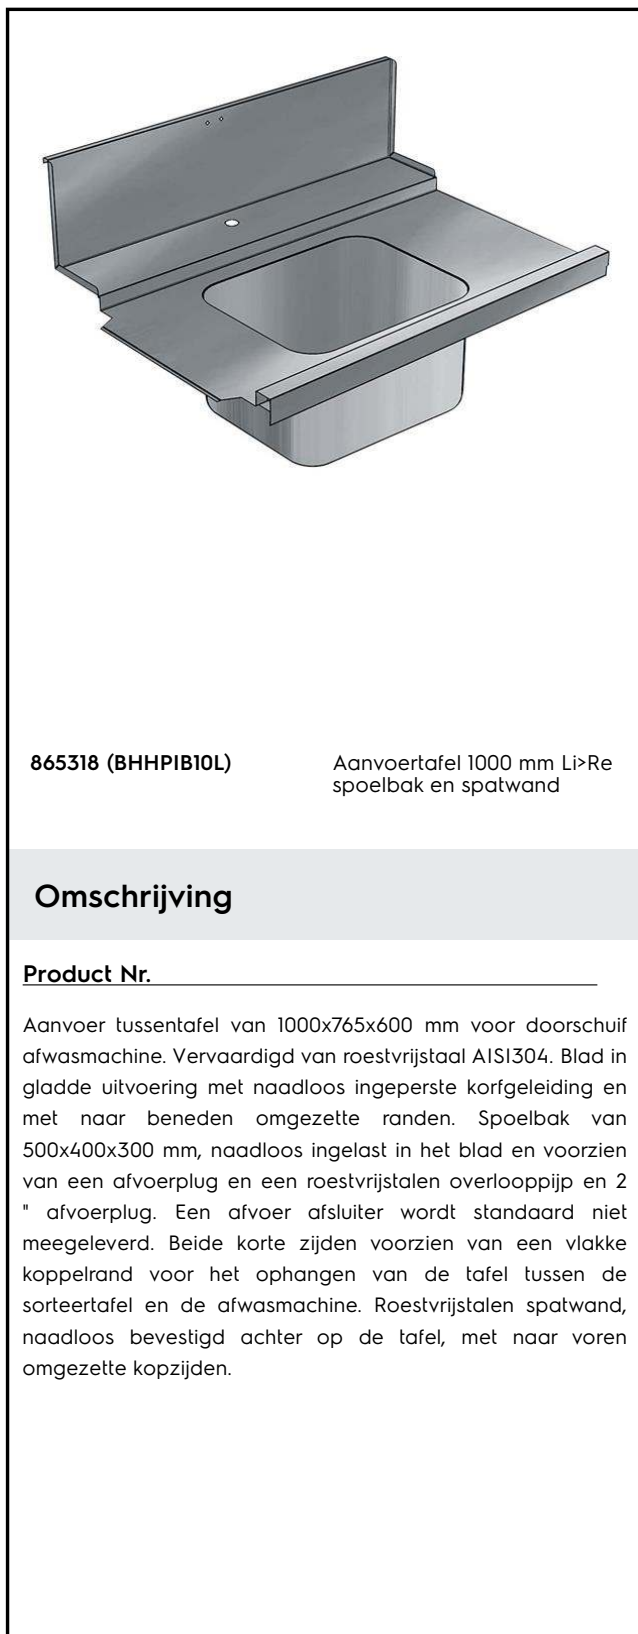 865318 (BHHPIB10L)
Aanvoertafel 1000 mm Li>Re
spoelbak en spatwand
Omschrijving
Product Nr.
Aanvoer tussentafel van 1000x765x600 mm voor doorschuif
afwasmachine. Vervaardigd van roestvrijstaal AISI304. Blad in
gladde uitvoering met naadloos ingeperste korfgeleiding en
met naar beneden omgezette randen. Spoelbak van
500x400x300 mm, naadloos ingelast in het blad en voorzien
van een afvoerplug en een roestvrijstalen overlooppijp en 2
" afvoerplug. Een afvoer afsluiter wordt standaard niet
meegeleverd. Beide korte zijden voorzien van een vlakke
koppelrand voor het ophangen van de tafel tussen de
sorteertafel en de afwasmachine. Roestvrijstalen spatwand,
naadloos bevestigd achter op de tafel, met naar voren
omgezette kopzijden.